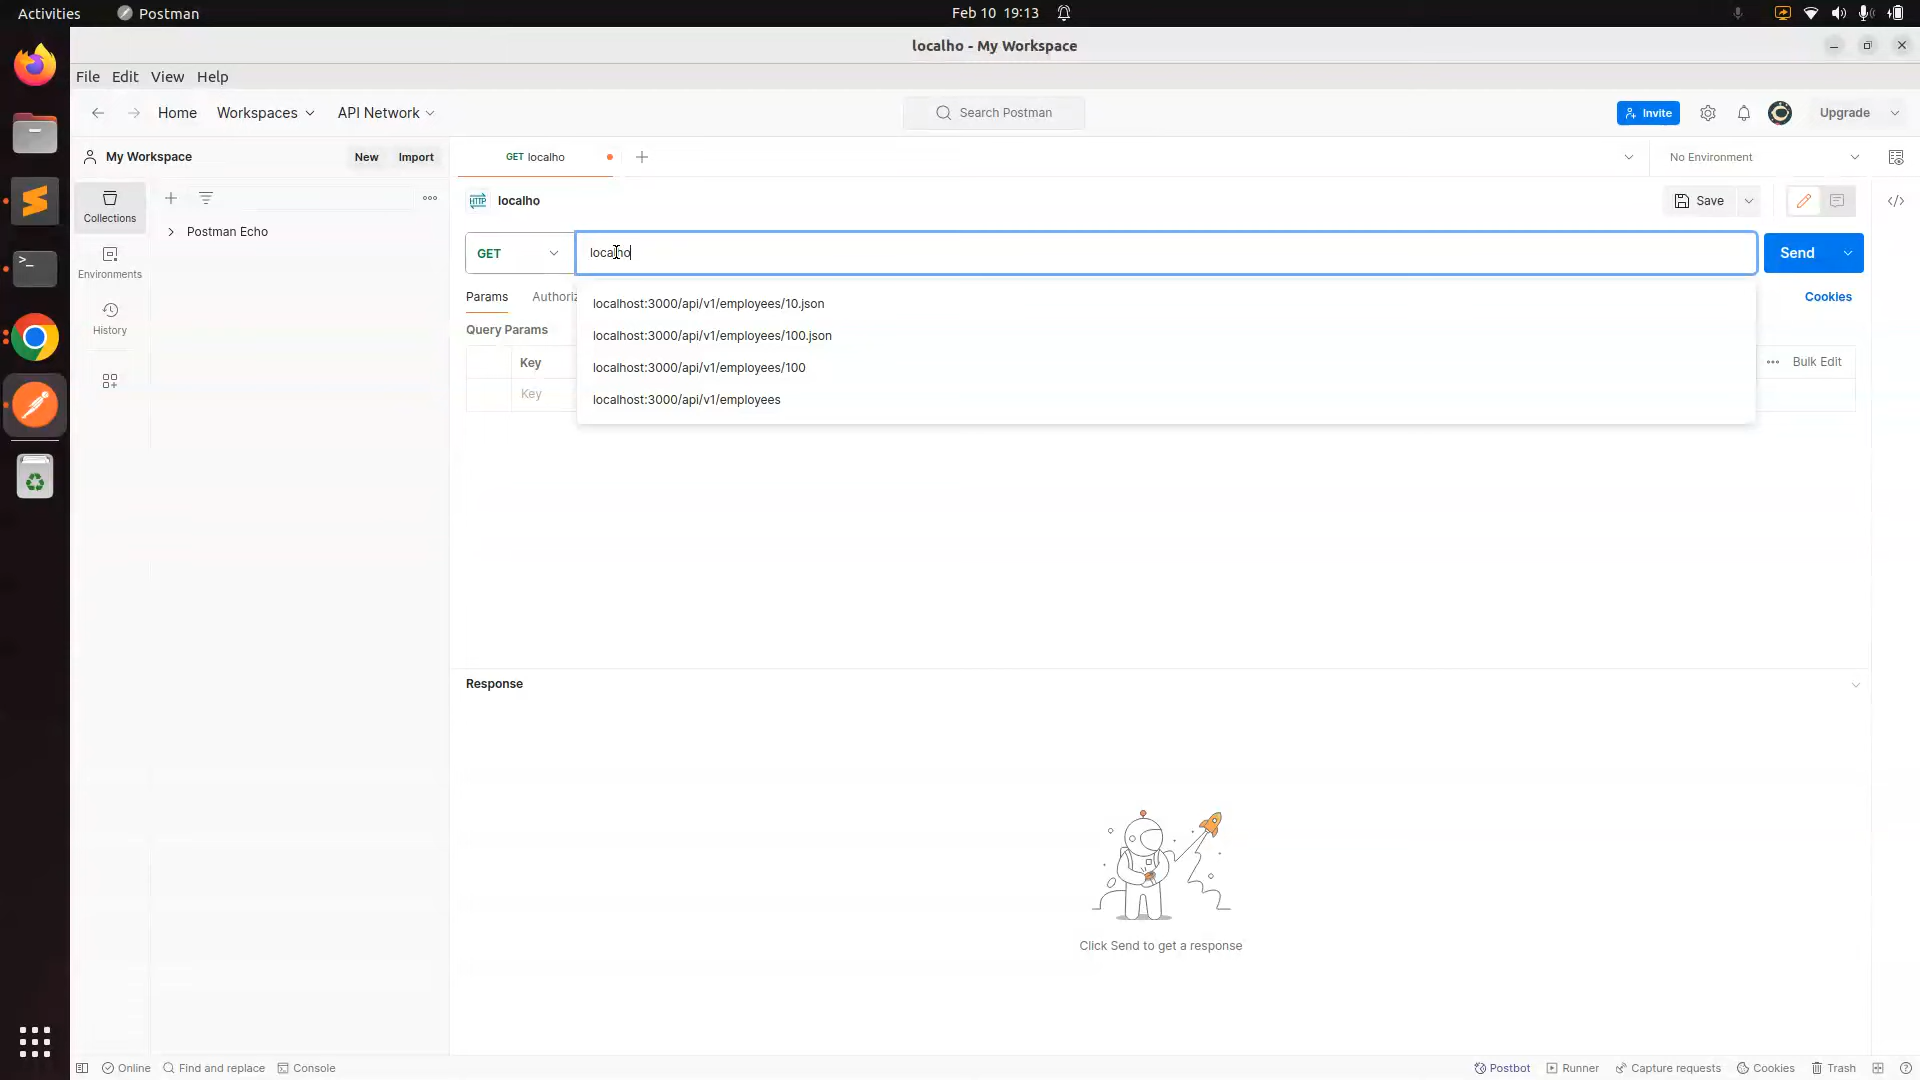 Activities Postman Feb 10 19:13
localho - My Workspace
File Edit View Help
Home Workspaces API Network Search Postman Invite Upgrade
My Workspace New Import GET localho No Environment
Collections
HTTP localho Save
Postman Echo
GET localho Send
Environments
Params Authoriz Cookies
localhost:3000/api/v1/employees/10.json
History
Query Params
localhost:3000/api/v1/employees/100.json
Key Bulk Edit
localhost:3000/api/v1/employees/100
Key
localhost:3000/api/v1/employees
Response
Click Send to get a response
Online Find and replace Console Postbot Runner Capture requests Cookies Trash